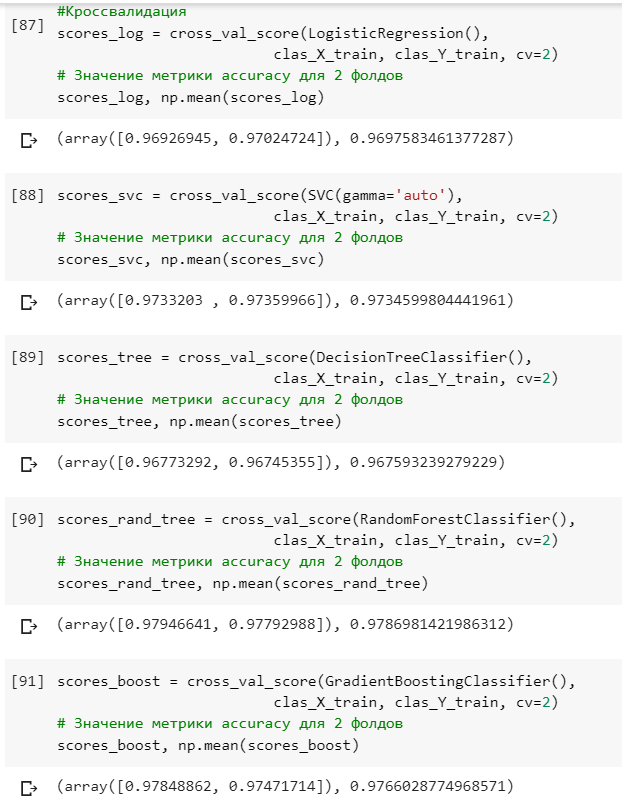 #Кроссвалидация
[87] scores_log = cross_val_score(LogisticRegression(),
clas_X_train, clas_Y_train, cv=2)
# Значение метрики accuracy для 2 фолдов
scores_log, np.mean(scores_log)
(array([0.96926945, 0.97024724]), 0.9697583461377287)
[88] scores_svc = cross_val_score(SVC(gamma='auto'),
clas_X_train, clas_Y_train, cv=2)
# Значение метрики accuracy для 2 фолдов
scores_svc, np.mean(scores_svc)
(array([0.9733203 , 0.97359966]), 0.9734599804441961)
[89] scores_tree = cross_val_score(DecisionTreeClassifier(),
clas_X_train, clas_Y_train, cv=2)
# Значение метрики accuracy для 2 фолдов
scores_tree, np.mean(scores_tree)
(array([0.96773292, 0.96745355]), 0.967593239279229)
[90] scores_rand_tree = cross_val_score(RandomForestClassifier(),
clas_X_train, clas_Y_train, cv=2)
# Значение метрики accuracy для 2 фолдов
scores_rand_tree, np.mean(scores_rand_tree)
(array([0.97946641, 0.97792988]), 0.9786981421986312)
[91] scores_boost = cross_val_score(GradientBoostingClassifier(),
clas_X_train, clas_Y_train, cv=2)
# Значение метрики accuracy для 2 фолдов
scores_boost, np.mean(scores_boost)
(array([0.97848862, 0.97471714]), 0.9766028774968571)